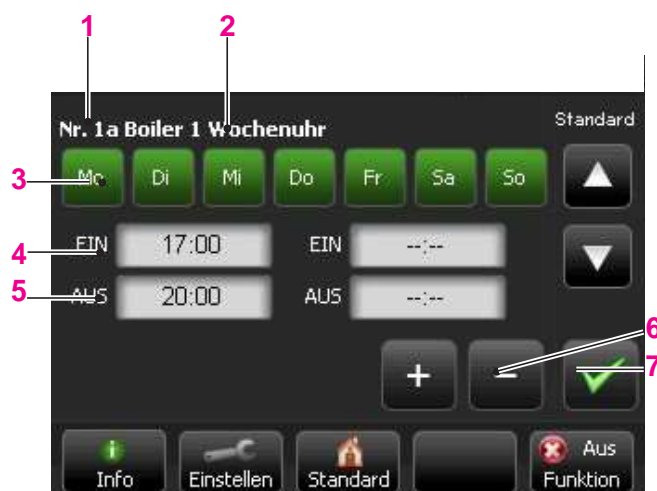 1 2
Nr. 1a Boiler 1 Wochenuhr Standard
3 Mo Di Mi Do Fr Sa So
4 EIN 17:00 EIN --:--
5 AUS 20:00 AUS --:--
6
+ - 7
i Aus
Info Einstellen Standard Funktion